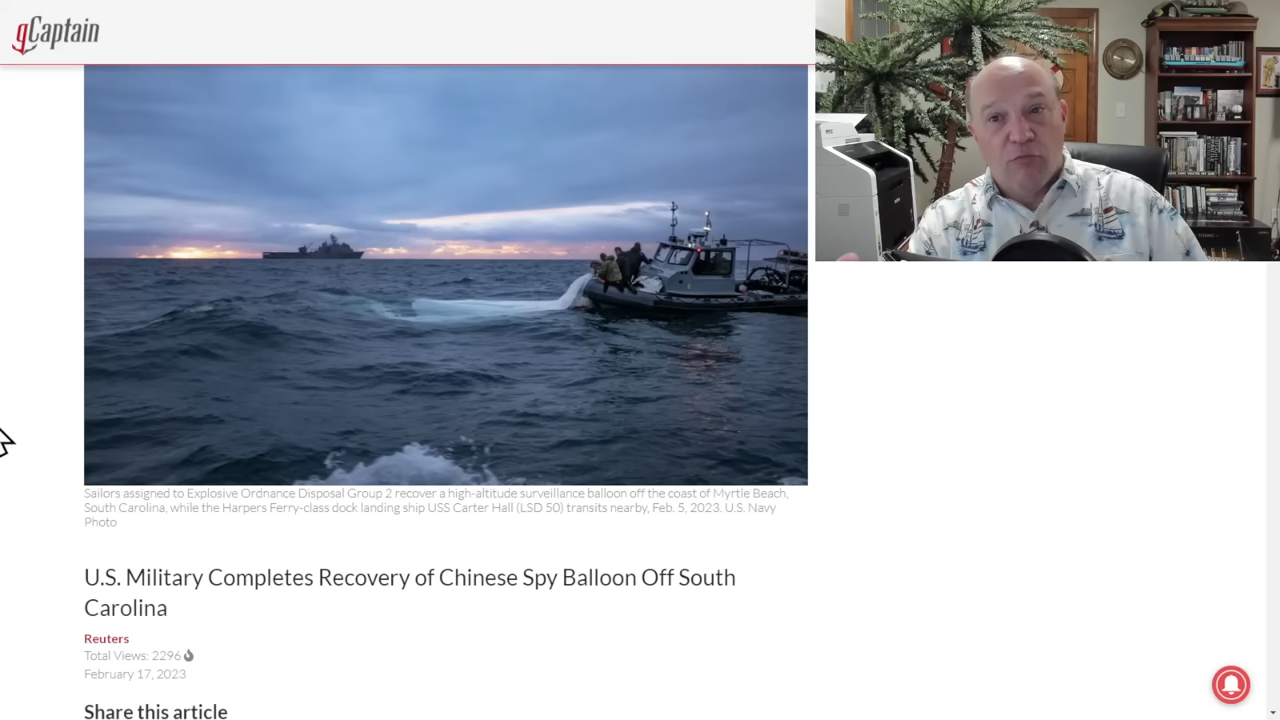 gCaptain
Sailors assigned to Explosive Ordnance Disposal Group 2 recover a high-altitude surveillance balloon off the coast of Myrtle Beach,
South Carolina, while the Harpers Ferry-class dock landing ship USS Carter Hall (LSD 50) transits nearby, Feb. 5, 2023. U.S. Navy
Photo
U.S. Military Completes Recovery of Chinese Spy Balloon Off South
Carolina
Reuters
Total Views: 2296
February 17, 2023
Share this article